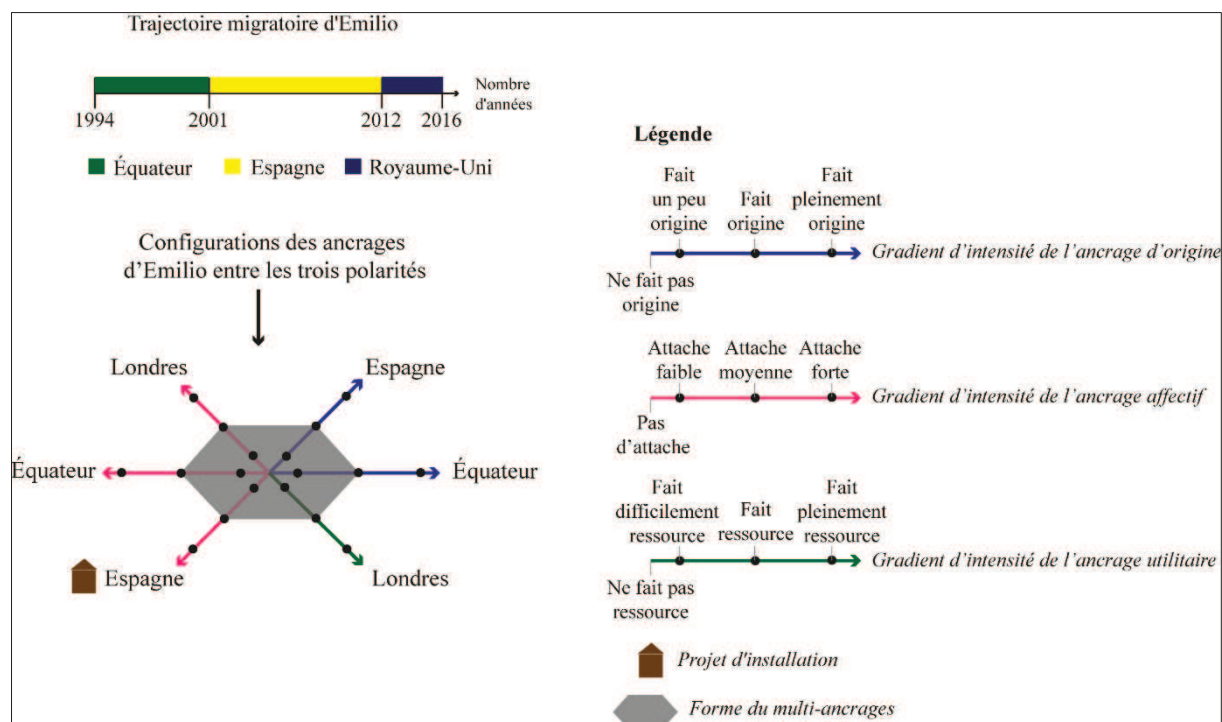 Trajectoire migratoire d'Emilio
Nombre
d'années
1994
2001
2012
2016
Équateur
Espagne
Royaume-Uni
Configurations des ancrages
d'Emilio entre les trois polarités
Londres
Espagne
Équateur
Équateur
Espagne
Londres
Légende
Fait
un peu
origine
Fait
origine
Fait
pleinement
origine
Gradient d'intensité de l'ancrage d'origine
Ne fait pas
origine
Attache
faible
Attache
moyenne
Attache
forte
Gradient d'intensité de l'ancrage affectif
Pas
d'attache
Fait
difficilement
ressource
Fait
ressource
Fait
pleinement
ressource
Gradient d'intensité de l'ancrage utilitaire
Ne fait pas
ressource
Projet d'installation
Forme du multi-ancrages